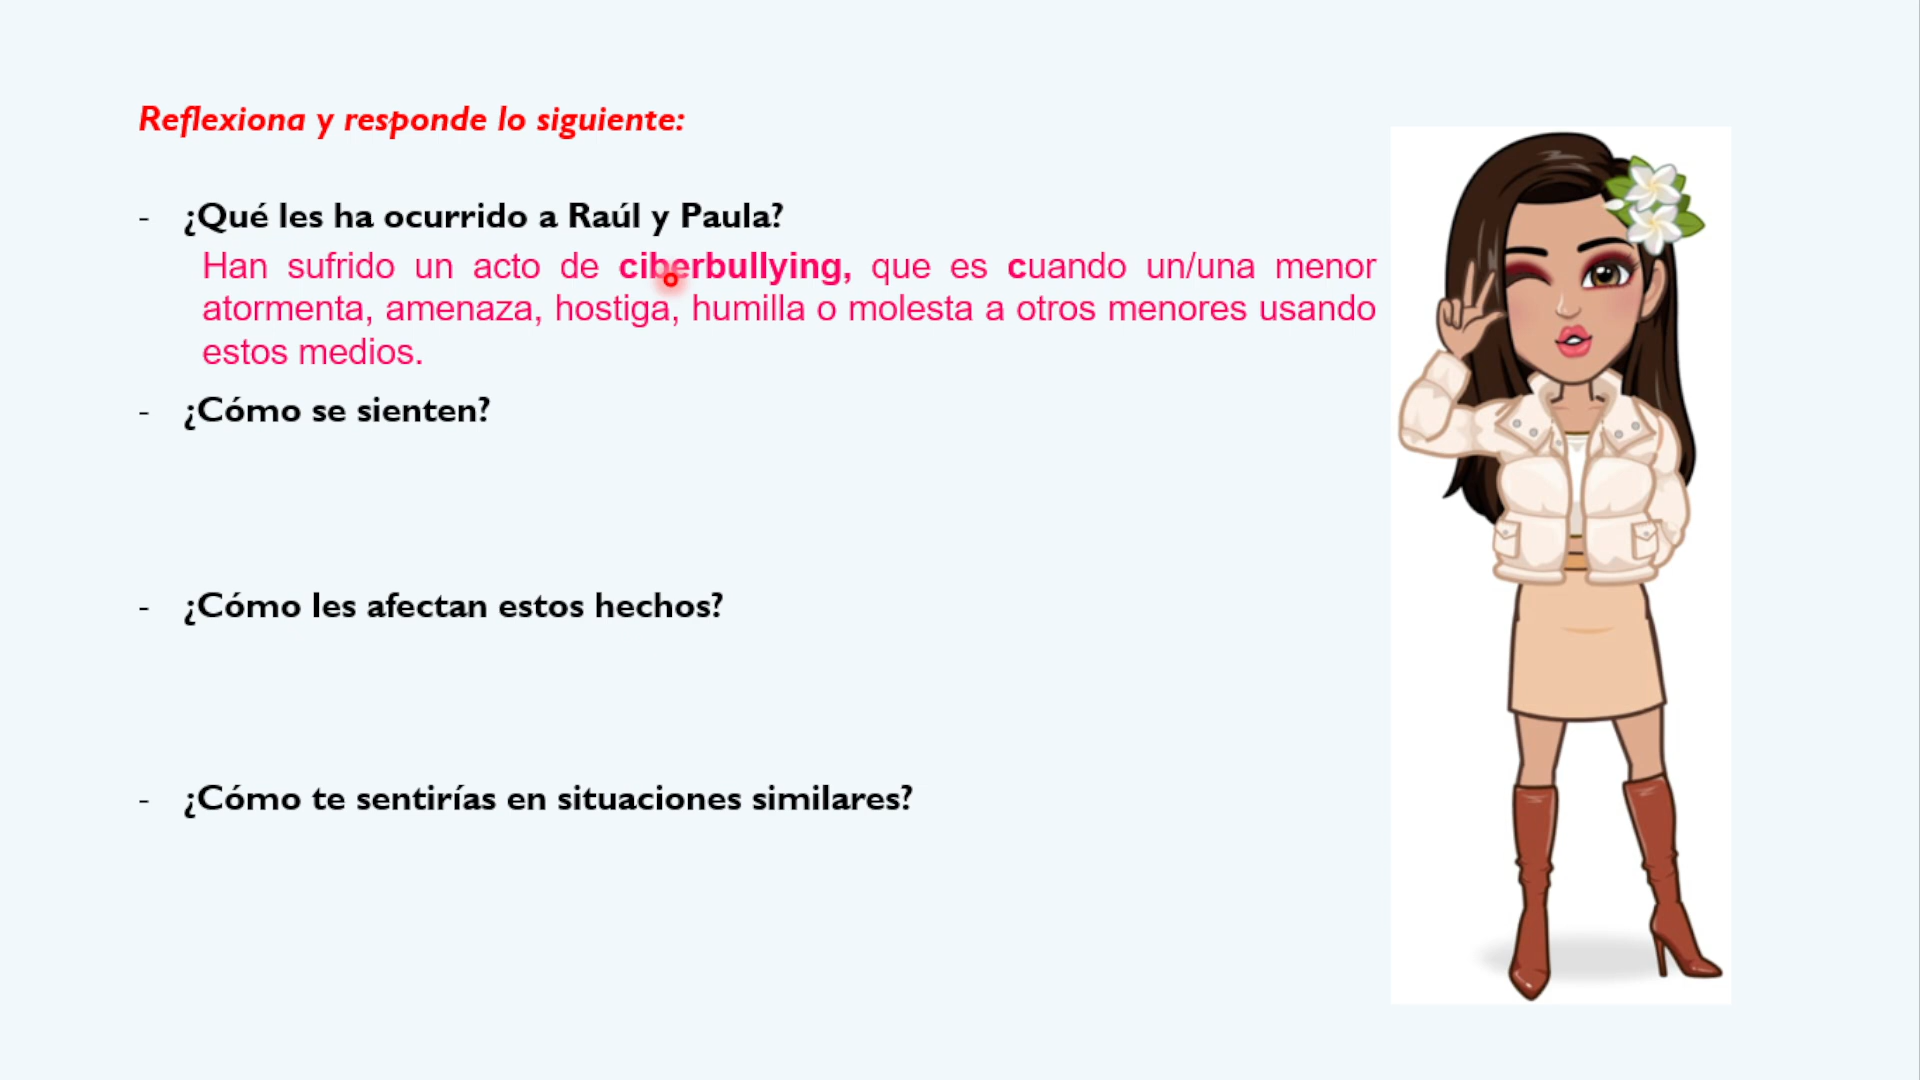 Reflexiona y responde lo siguiente:
- ¿Qué les ha ocurrido a Raúl y Paula?
Han sufrido un acto de ciberbullying, que es cuando un/una menor
atormenta, amenaza, hostiga, humilla o molesta a otros menores usando
estos medios.
- ¿Cómo se sienten?
- ¿Cómo les afectan estos hechos?
- ¿Cómo te sentirías en situaciones similares?